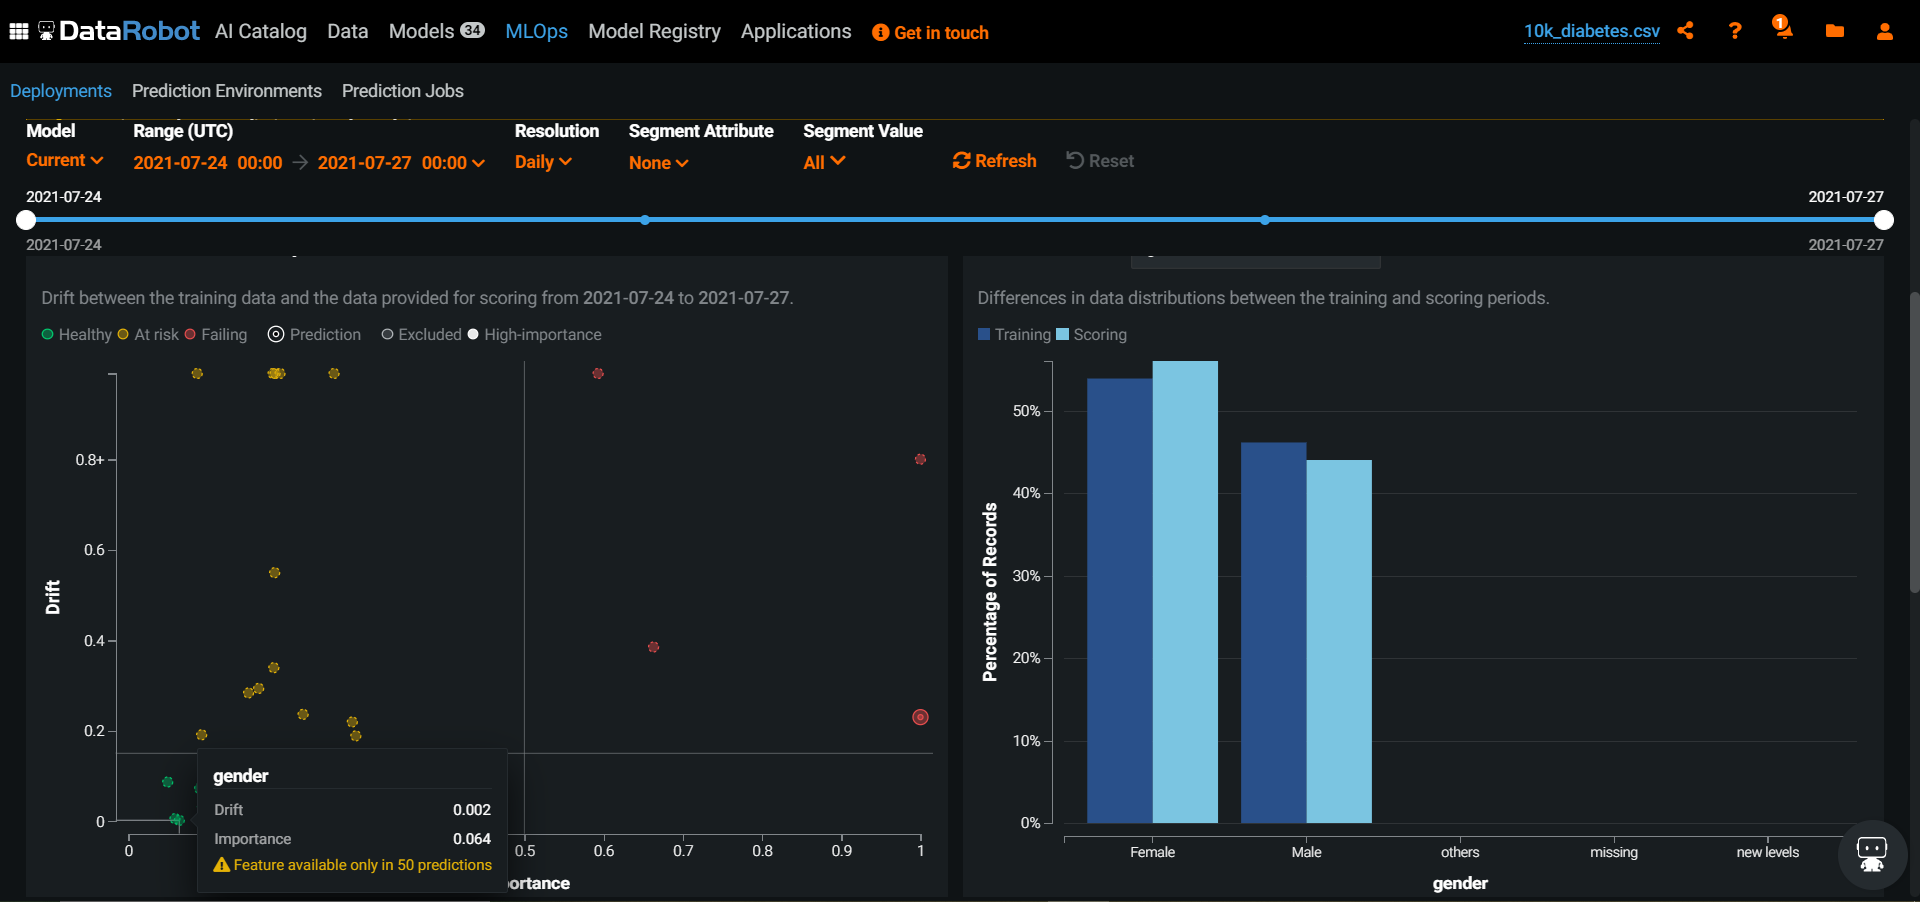 DataRobot AI Catalog Data Models 34 MLOps Model Registry Applications Get in touch 10k_diabetes.csv 1
Deployments Prediction Environments Prediction Jobs
Model Range (UTC) Resolution Segment Attribute Segment Value
Current 2021-07-24 00:00 → 2021-07-27 00:00 Daily None All Refresh Reset
2021-07-24 2021-07-27
2021-07-24 2021-07-27
Drift between the training data and the data provided for scoring from 2021-07-24 to 2021-07-27.
Healthy At risk Failing Prediction Excluded High-importance
0.8+
0.6
0.4
0.2
0
Drift
gender
Drift 0.002
Importance 0.064
Feature available only in 50 predictions
0 0.5 0.6 0.7 0.8 0.9 1
ortance
Differences in data distributions between the training and scoring periods.
Training Scoring
50%
40%
30%
20%
10%
0%
Percentage of Records
Female Male others missing new levels
gender